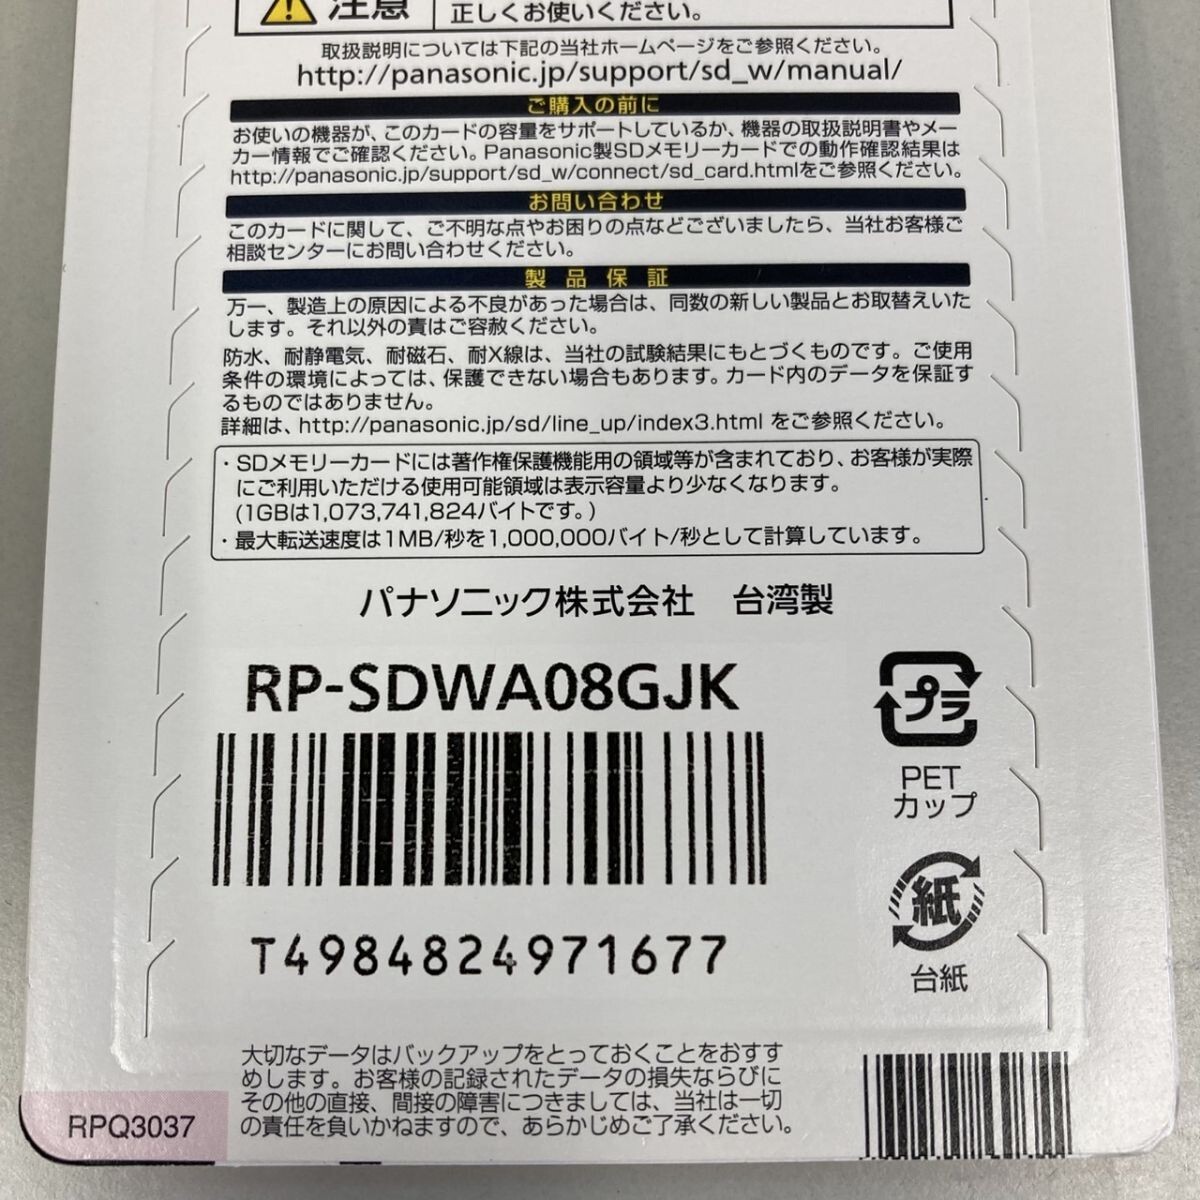 注意
正しくお使いください。
取扱説明については下記の当社ホームページをご参照ください。
http://panasonic.jp/support/sd_w/manual/
ご購入の前に
お使いの機器が、このカードの容量をサポートしているか、機器の取扱説明書やメー
カー情報でご確認ください。Panasonic製SDメモリーカードでの動作確認結果は
http://panasonic.jp/support/sd_w/connect/sd_card.htmlをご参照ください。
お問い合わせ
このカードに関して、ご不明な点やお困りの点などございましたら、当社お客様ご
相談センターにお問い合わせください。
製品保証
万一、製造上の原因による不良があった場合は、同数の新しい製品とお取替えいた
します。それ以外の責はご容赦ください。
防水、耐静電気、耐磁石、耐X線は、当社の試験結果にもとづくものです。ご使用
条件の環境によっては、保護できない場合もあります。カード内のデータを保証す
るものではありません。
詳細は、http://panasonic.jp/sd/line_up/index3.html をご参照ください。
・SDメモリーカードには著作権保護機能用の領域等が含まれており、お客様が実際
にご利用いただける使用可能領域は表示容量より少なくなります。
(1GBは1,073,741,824バイトです。)
・最大転送速度は1MB/秒を1,000,000バイト/秒として計算しています。
パナソニック株式会社 台湾製
RP-SDWA08GJK
プラ
PET
カップ
T4984824971677
紙
台紙
大切なデータはバックアップをとっておくことをおすす
めします。お客様の記録されたデータの損失ならびに
その他の直接、間接の障害につきましては、当社は一切
の責任を負いかねますので、あらかじめご了承ください。
RPQ3037